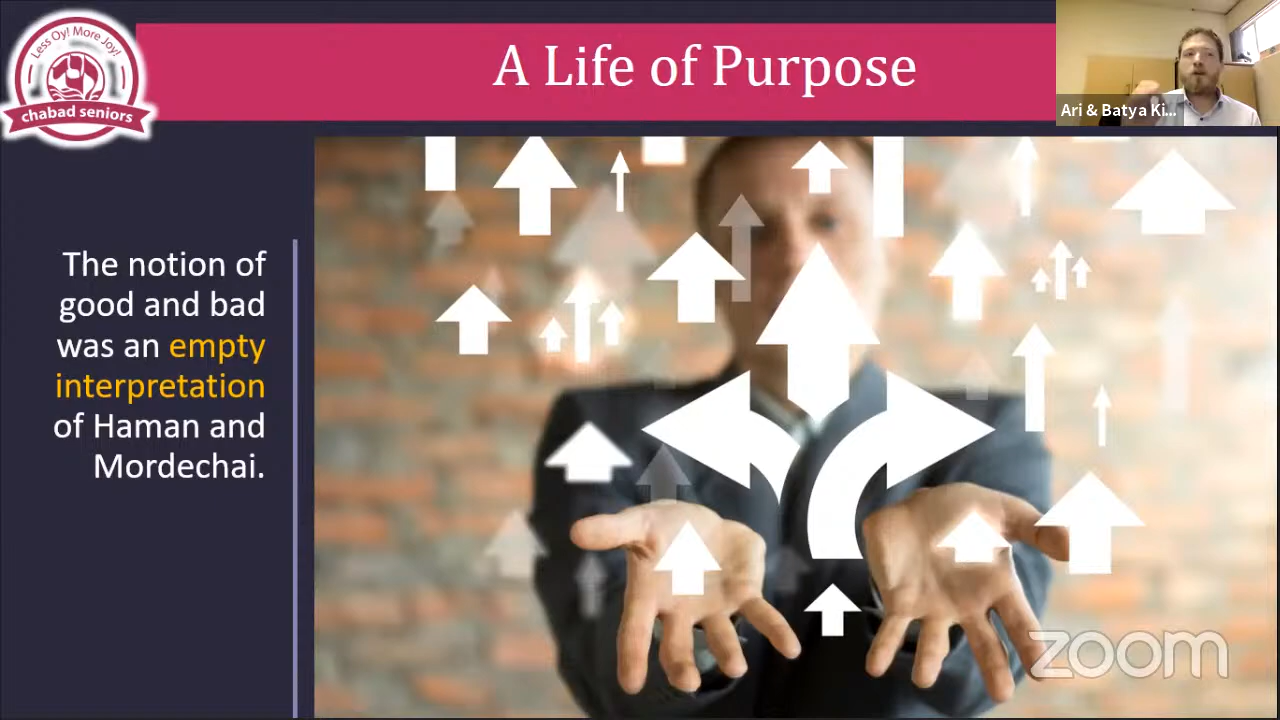 Less Oy! More Joy!
chabad seniors
A Life of Purpose
Ari & Batya Ki...
The notion of
good and bad
was an empty
interpretation
of Haman and
Mordechai.
zoom